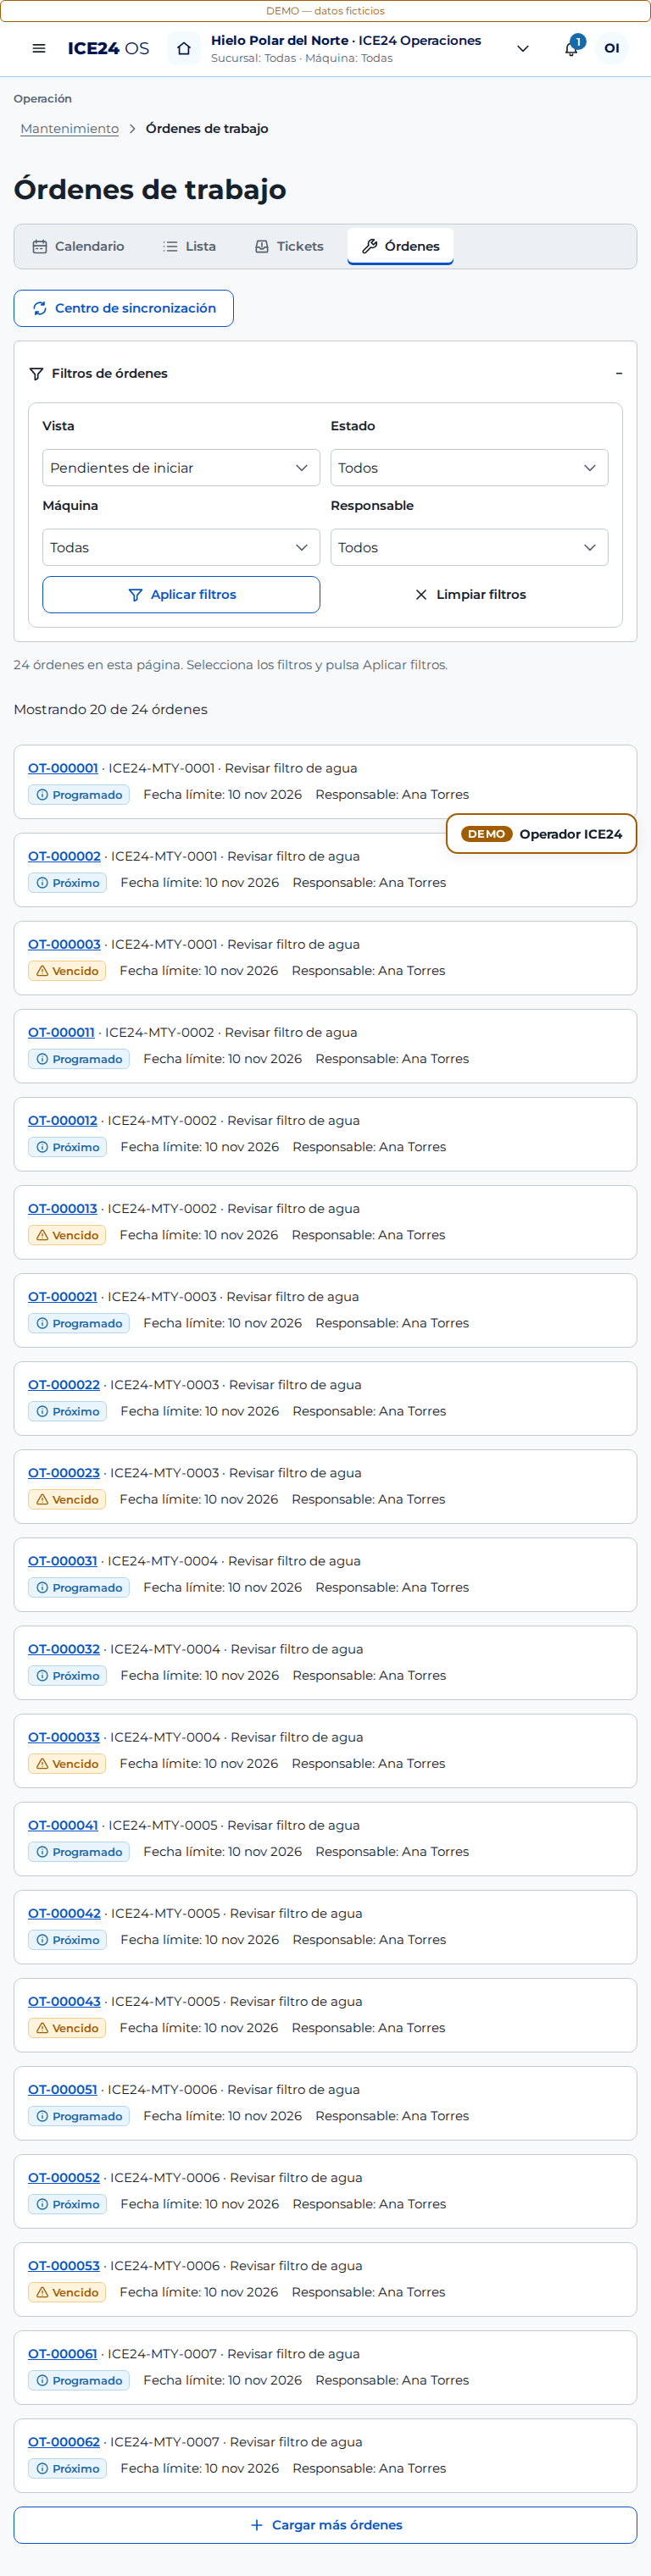 DEMO — datos ficticios
ICE24 OS
Hielo Polar del Norte · ICE24 Operaciones
Sucursal: Todas · Máquina: Todas
1
OI
Operación
Mantenimiento > Órdenes de trabajo
Órdenes de trabajo
Calendario Lista Tickets Órdenes
Centro de sincronización
Filtros de órdenes –
Vista Estado
Pendientes de iniciar Todos
Máquina Responsable
Todas Todos
Aplicar filtros Limpiar filtros
24 órdenes en esta página. Selecciona los filtros y pulsa Aplicar filtros.
Mostrando 20 de 24 órdenes
OT-000001 · ICE24-MTY-0001 · Revisar filtro de agua
Programado Fecha límite: 10 nov 2026 Responsable: Ana Torres
DEMO Operador ICE24
OT-000002 · ICE24-MTY-0001 · Revisar filtro de agua
Próximo Fecha límite: 10 nov 2026 Responsable: Ana Torres
OT-000003 · ICE24-MTY-0001 · Revisar filtro de agua
Vencido Fecha límite: 10 nov 2026 Responsable: Ana Torres
OT-000011 · ICE24-MTY-0002 · Revisar filtro de agua
Programado Fecha límite: 10 nov 2026 Responsable: Ana Torres
OT-000012 · ICE24-MTY-0002 · Revisar filtro de agua
Próximo Fecha límite: 10 nov 2026 Responsable: Ana Torres
OT-000013 · ICE24-MTY-0002 · Revisar filtro de agua
Vencido Fecha límite: 10 nov 2026 Responsable: Ana Torres
OT-000021 · ICE24-MTY-0003 · Revisar filtro de agua
Programado Fecha límite: 10 nov 2026 Responsable: Ana Torres
OT-000022 · ICE24-MTY-0003 · Revisar filtro de agua
Próximo Fecha límite: 10 nov 2026 Responsable: Ana Torres
OT-000023 · ICE24-MTY-0003 · Revisar filtro de agua
Vencido Fecha límite: 10 nov 2026 Responsable: Ana Torres
OT-000031 · ICE24-MTY-0004 · Revisar filtro de agua
Programado Fecha límite: 10 nov 2026 Responsable: Ana Torres
OT-000032 · ICE24-MTY-0004 · Revisar filtro de agua
Próximo Fecha límite: 10 nov 2026 Responsable: Ana Torres
OT-000033 · ICE24-MTY-0004 · Revisar filtro de agua
Vencido Fecha límite: 10 nov 2026 Responsable: Ana Torres
OT-000041 · ICE24-MTY-0005 · Revisar filtro de agua
Programado Fecha límite: 10 nov 2026 Responsable: Ana Torres
OT-000042 · ICE24-MTY-0005 · Revisar filtro de agua
Próximo Fecha límite: 10 nov 2026 Responsable: Ana Torres
OT-000043 · ICE24-MTY-0005 · Revisar filtro de agua
Vencido Fecha límite: 10 nov 2026 Responsable: Ana Torres
OT-000051 · ICE24-MTY-0006 · Revisar filtro de agua
Programado Fecha límite: 10 nov 2026 Responsable: Ana Torres
OT-000052 · ICE24-MTY-0006 · Revisar filtro de agua
Próximo Fecha límite: 10 nov 2026 Responsable: Ana Torres
OT-000053 · ICE24-MTY-0006 · Revisar filtro de agua
Vencido Fecha límite: 10 nov 2026 Responsable: Ana Torres
OT-000061 · ICE24-MTY-0007 · Revisar filtro de agua
Programado Fecha límite: 10 nov 2026 Responsable: Ana Torres
OT-000062 · ICE24-MTY-0007 · Revisar filtro de agua
Próximo Fecha límite: 10 nov 2026 Responsable: Ana Torres
Cargar más órdenes